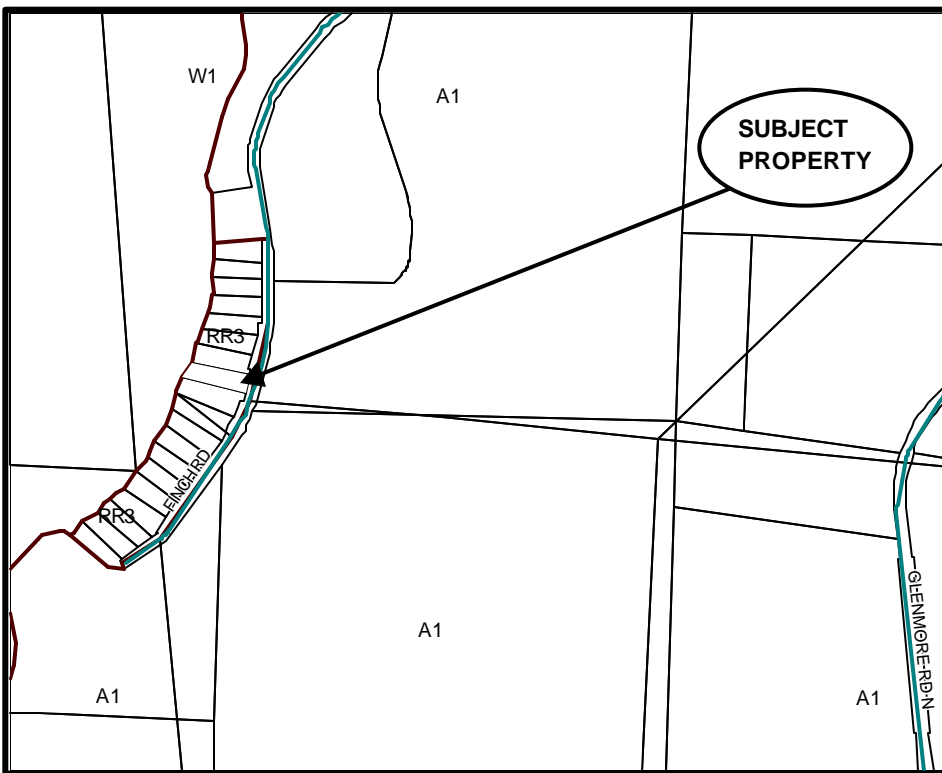 W1
A1
SUBJECT
PROPERTY
RR3
FINCH RD
RR3
GLENMORE RD N
A1
A1
A1